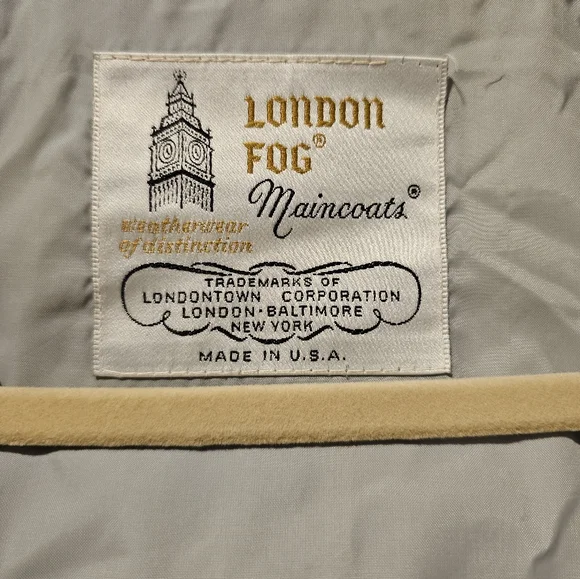 LONDON
FOG®
Maincoats®
weatherwear
of distinction
TRADEMARKS OF
LONDONTOWN CORPORATION
LONDON·BALTIMORE
NEW YORK
MADE IN U.S.A.